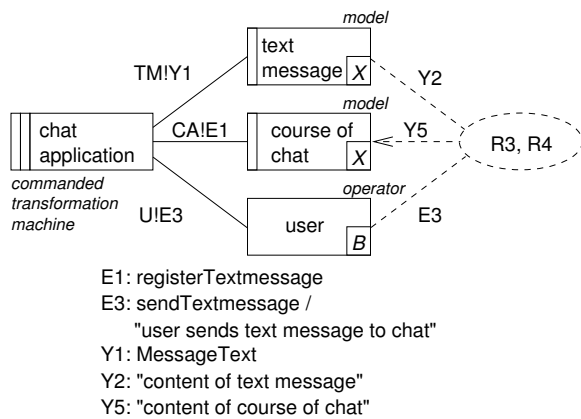 model
text
message
X
TM!Y1
Y2
model
chat
application
CA!E1
course of
chat
X
Y5
R3, R4
commanded
transformation
machine
operator
U!E3
user
B
E3
E1: registerTextmessage
E3: sendTextmessage /
"user sends text message to chat"
Y1: MessageText
Y2: "content of text message"
Y5: "content of course of chat"